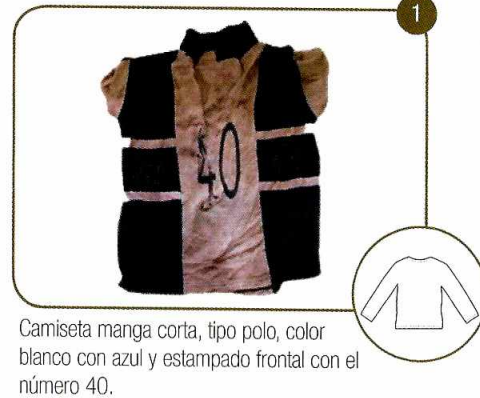 1
40
Camiseta manga corta, tipo polo, color
blanco con azul y estampado frontal con el
número 40.